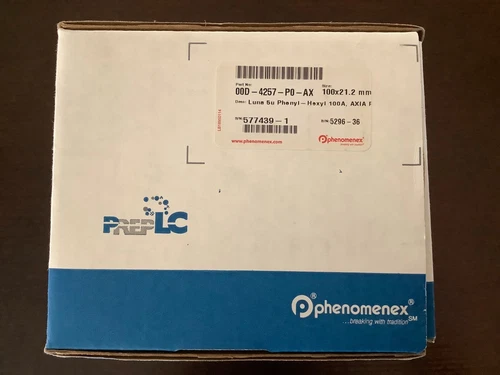 Part No: Size:
00D-4257-P0-AX 100x21.2 mm
Desc: Luna 5u Phenyl-Hexyl 100A, AXIA P
S/N: 577439-1 B/N: 5296-36
www.phenomenex.com phenomenex
PREPLC
phenomenex®
...breaking with tradition SM